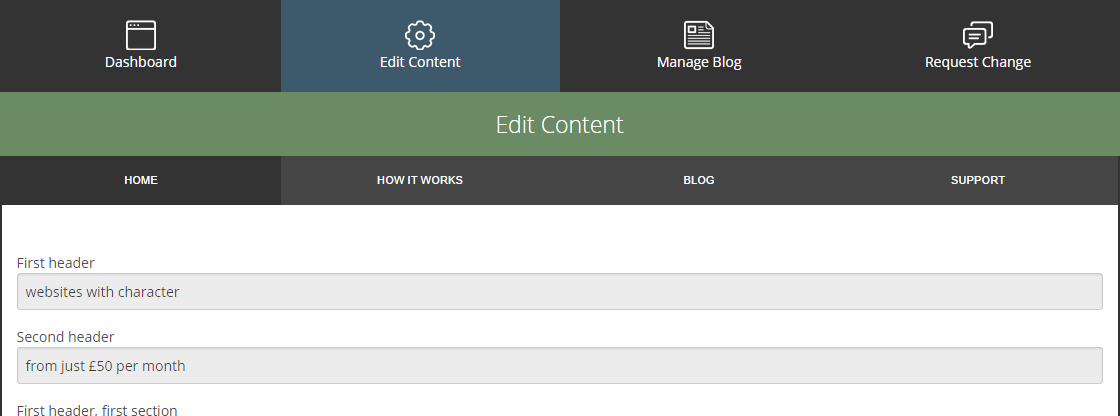 Dashboard
Edit Content
Manage Blog
Request Change
Edit Content
HOME
HOW IT WORKS
BLOG
SUPPORT
First header
websites with character
Second header
from just £50 per month
First header, first section